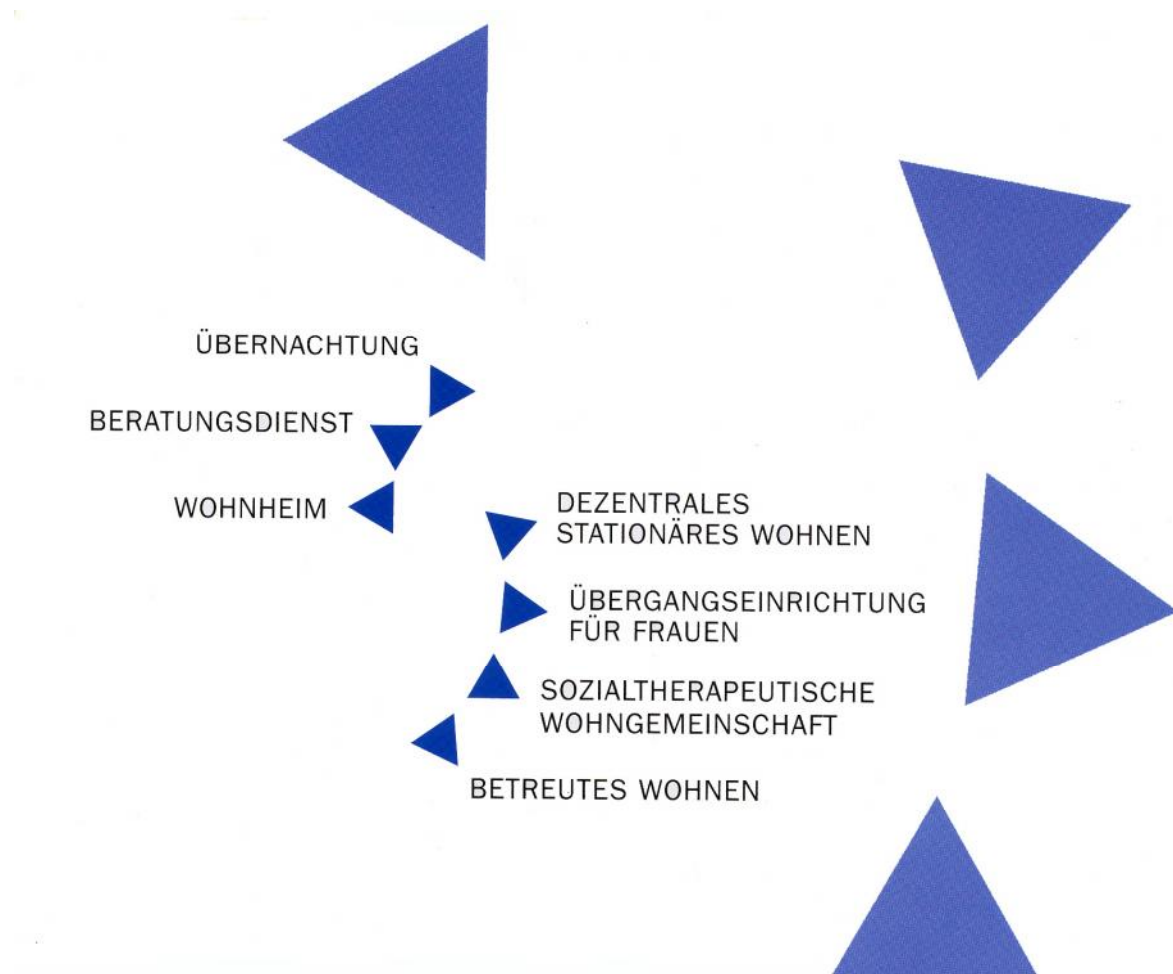 ÜBERNACHTUNG
BERATUNGSDIENST
WOHNHEIM
DEZENTRALES
STATIONÄRES WOHNEN
ÜBERGANGSEINRICHTUNG
FÜR FRAUEN
SOZIALTHERAPEUTISCHE
WOHNGEMEINSCHAFT
BETREUTES WOHNEN